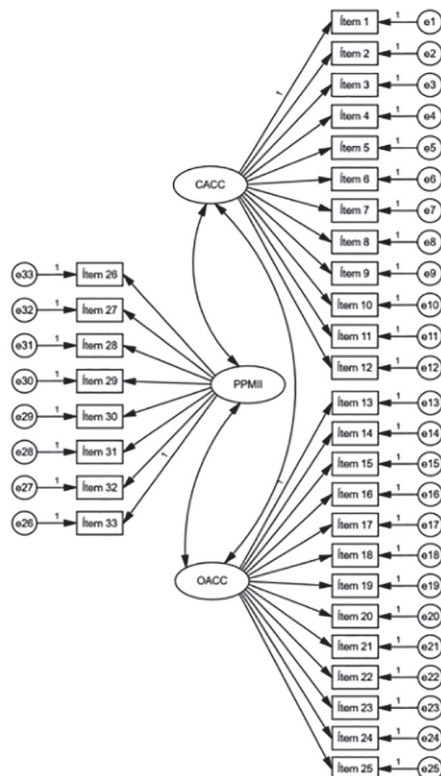 Ítem 1 1 e1
Ítem 2 1 e2
1 Ítem 3 1 e3
Ítem 4 1 e4
Ítem 5 1 e5
Ítem 6 1 e6
CACC
Ítem 7 1 e7
Ítem 8 1 e8
Ítem 9 1 e9
Ítem 10 1 e10
Ítem 11 1 e11
Ítem 12 1 e12
e33 1 Ítem 26
e32 1 Ítem 27
e31 1 Ítem 28
e30 1 Ítem 29
PPMII
e29 1 Ítem 30
e28 1 Ítem 31
e27 1 Ítem 32
1
e26 1 Ítem 33
Ítem 13 1 e13
Ítem 14 1 e14
Ítem 15 1 e15
1 Ítem 16 1 e16
Ítem 17 1 e17
Ítem 18 1 e18
OACC
Ítem 19 1 e19
Ítem 20 1 e20
Ítem 21 1 e21
Ítem 22 1 e22
Ítem 23 1 e23
Ítem 24 1 e24
Ítem 25 1 e25